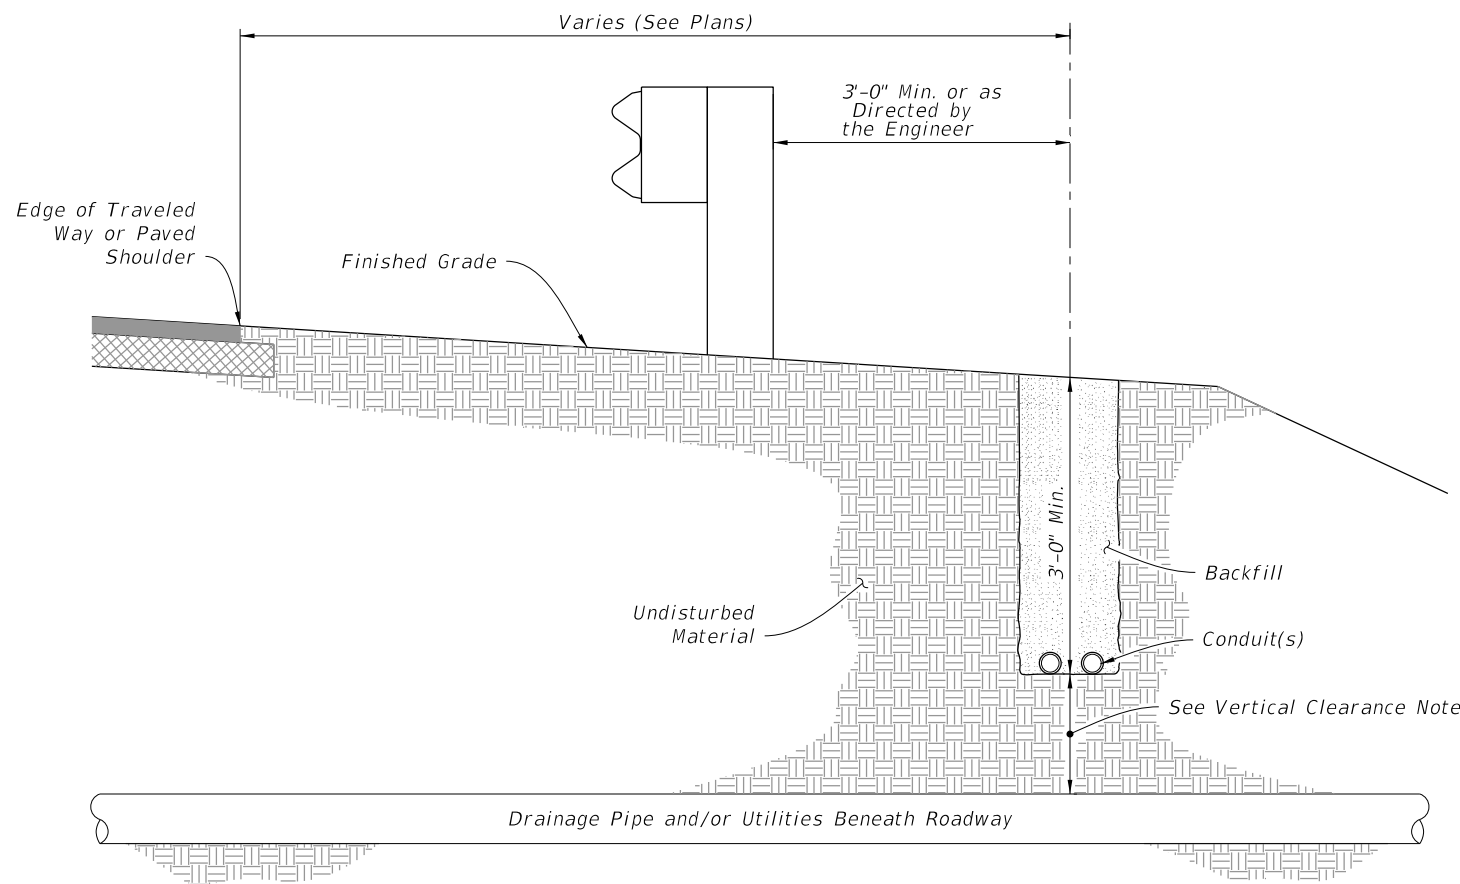 Varies (See Plans)
3'-0" Min. or as
Directed by
the Engineer
Edge of Traveled
Way or Paved
Shoulder
Finished Grade
3'-0" Min.
Backfill
Undisturbed
Material
Conduit(s)
See Vertical Clearance Note
Drainage Pipe and/or Utilities Beneath Roadway